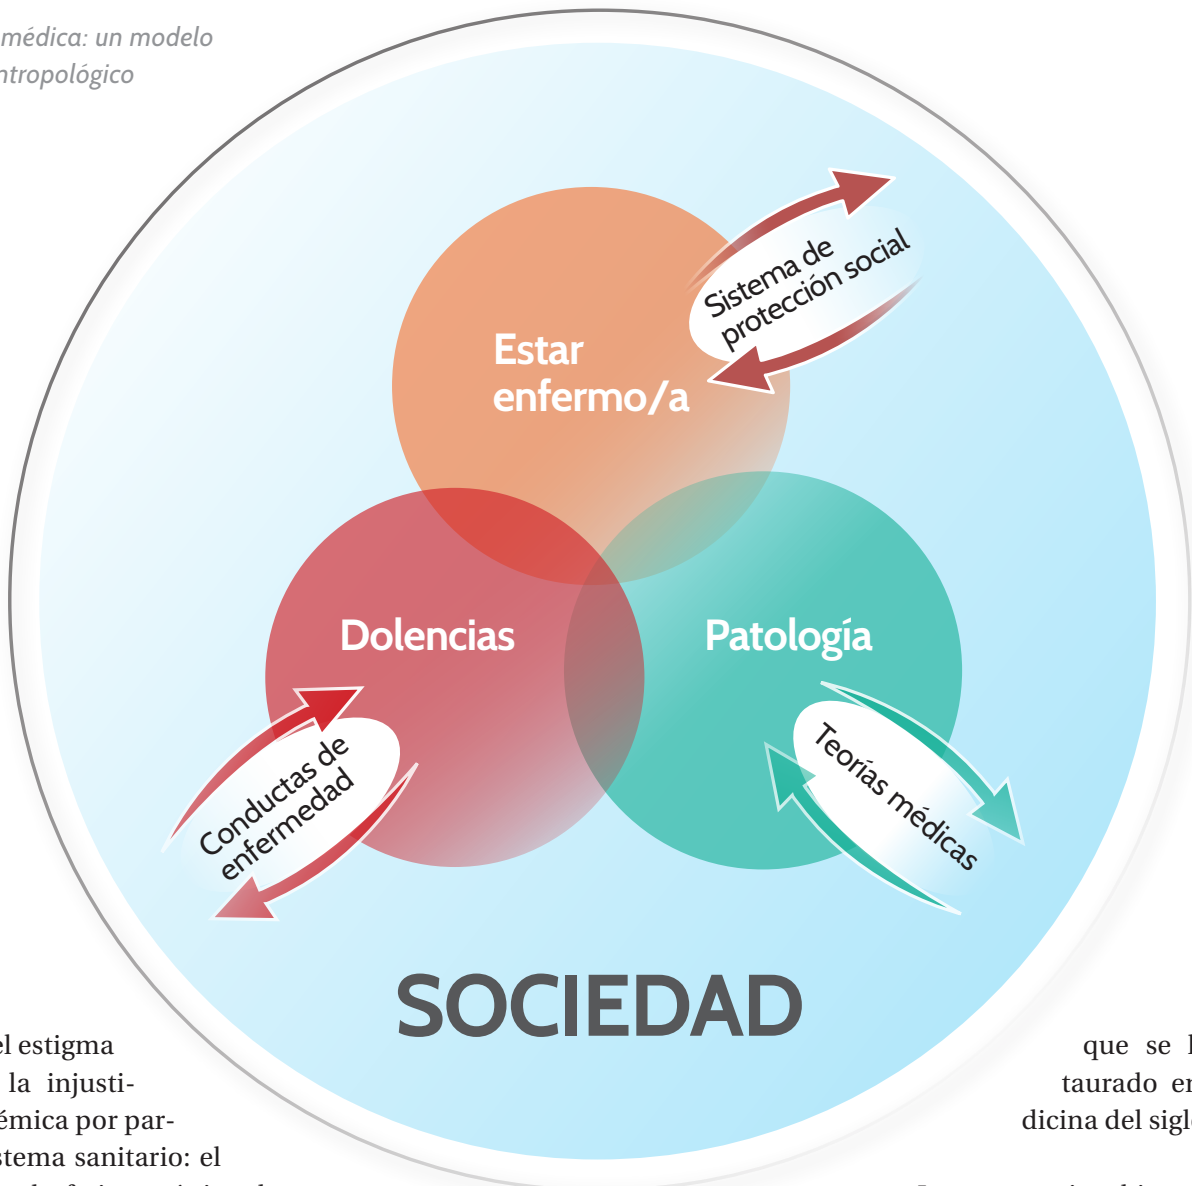 médica: un modelo
ntropológico
Sistema de
protección social
Estar
enfermo/a
Dolencias
Patología
Conductas de
enfermedad
Teorías médicas
SOCIEDAD
el estigma
la injusti-
émica por par-
stema sanitario: el
que se
taurado en
dicina del siglo